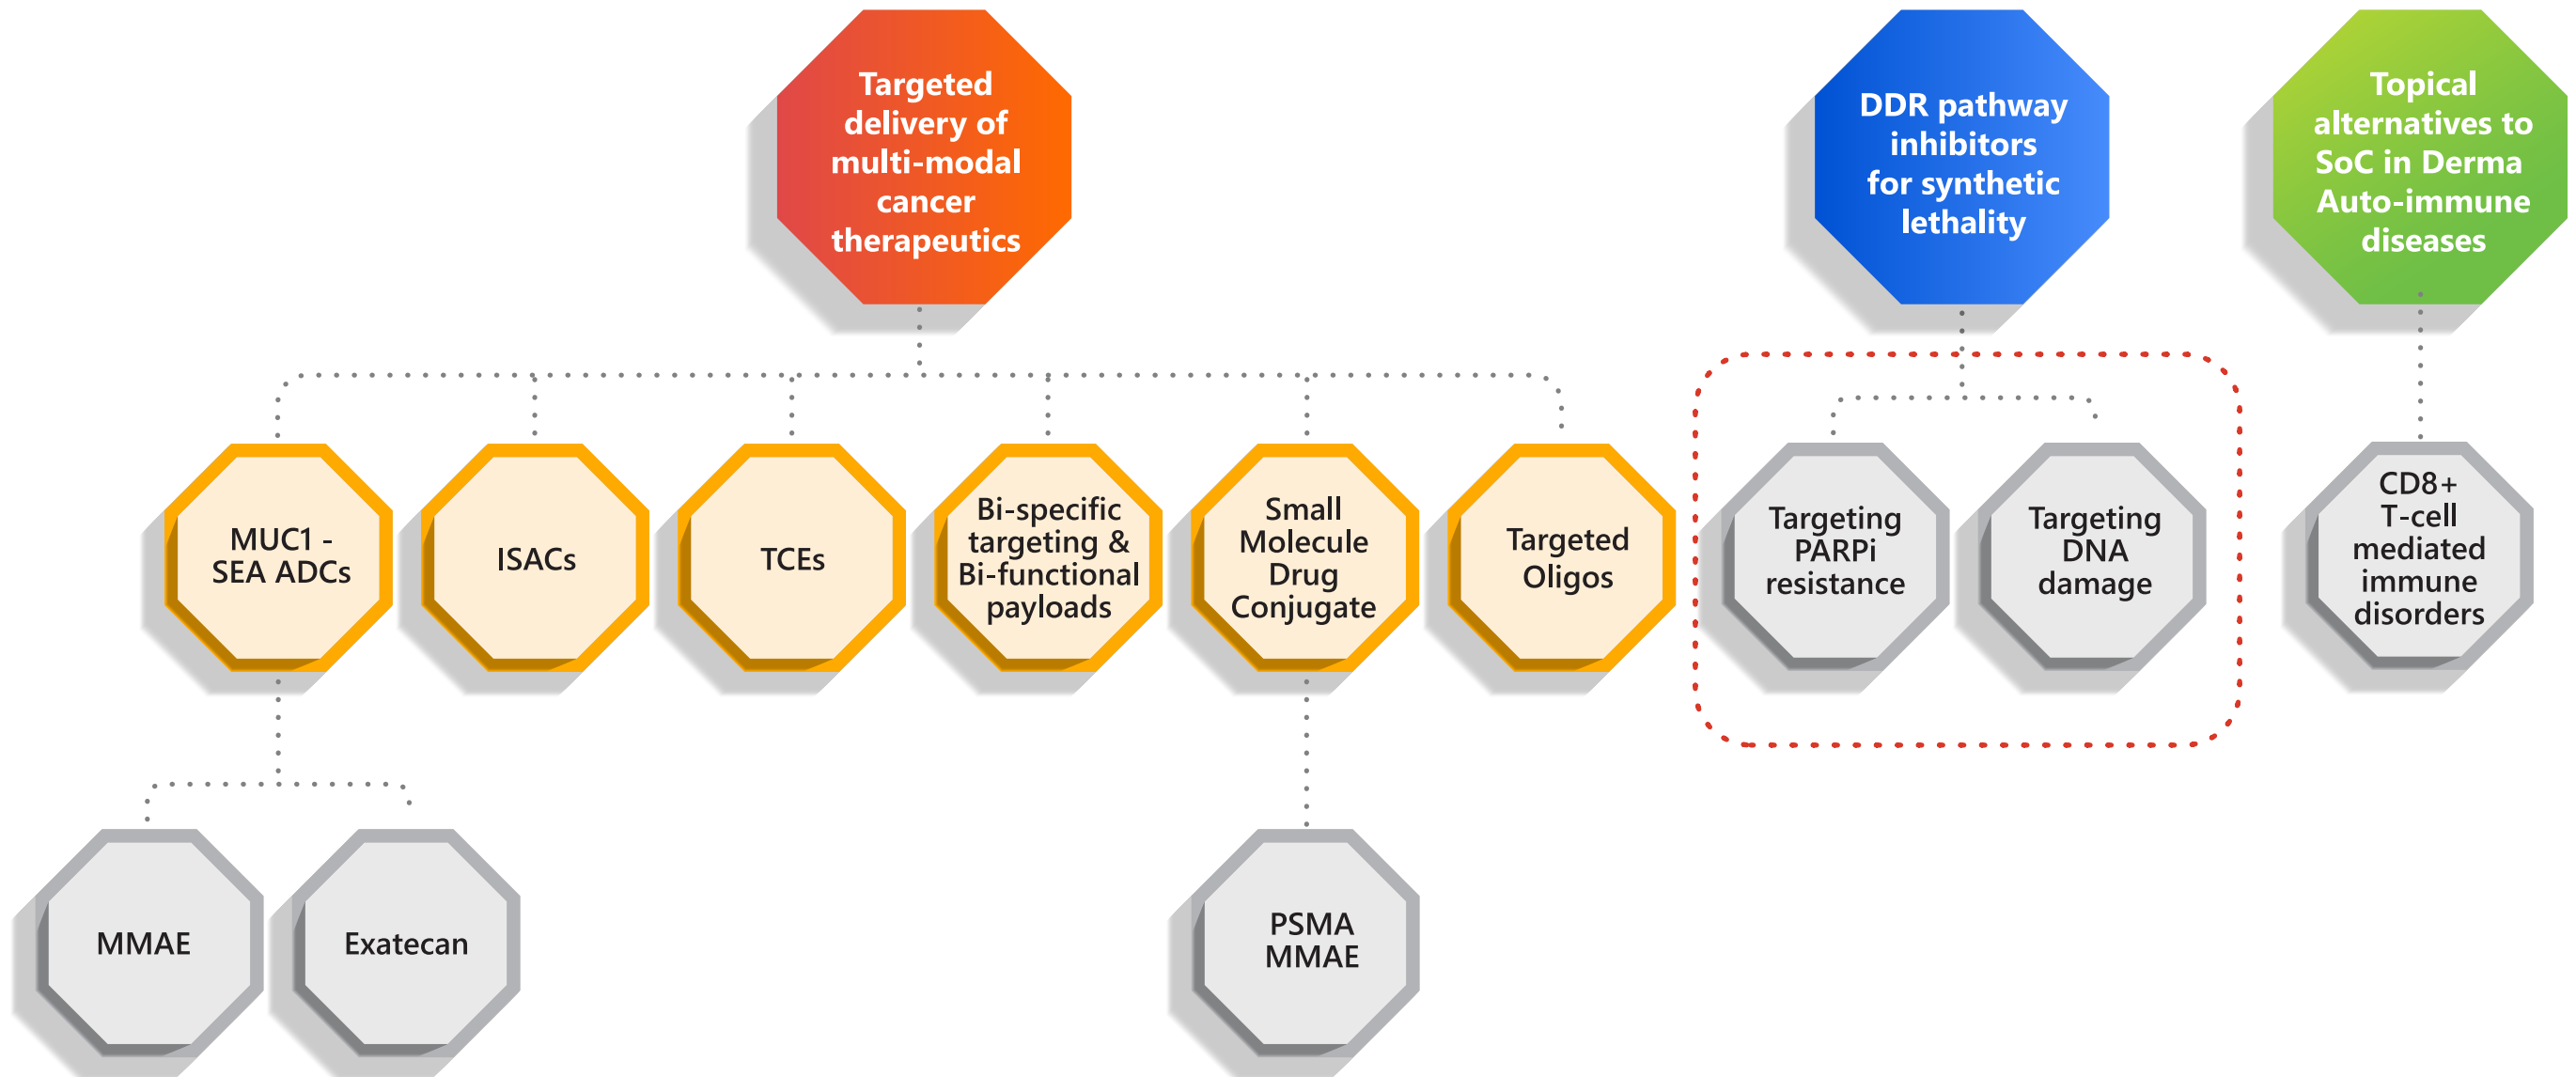 Targeted
delivery of
multi-modal
cancer
therapeutics
DDR pathway
inhibitors
for synthetic
lethality
Topical
alternatives to
SoC in Derma
Auto-immune
diseases
MUC1 -
SEA ADCs
ISACs
TCEs
Bi-specific
targeting &
Bi-functional
payloads
Small
Molecule
Drug
Conjugate
Targeted
Oligos
Targeting
PARPi
resistance
Targeting
DNA
damage
CD8+
T-cell
mediated
immune
disorders
MMAE
Exatecan
PSMA
MMAE